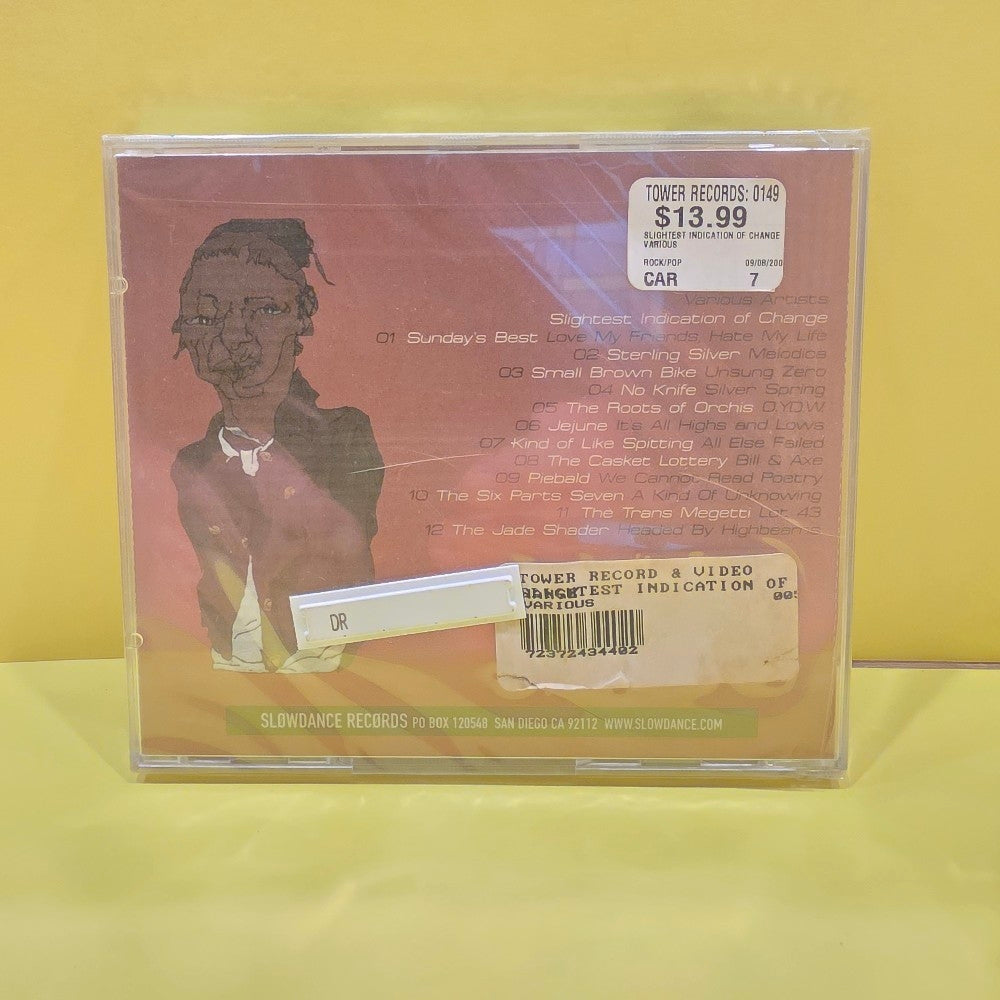 TOWER RECORDS: 0149
$13.99
SLIGHTEST INDICATION OF CHANGE
VARIOUS
ROCK/POP 09/08/200
CAR 7
Various Artists
Slightest Indication of Change
01 Sunday's Best Love My Friends Hate My Life
02 Sterling Silver Melodica
03 Small Brown Bike Unsung Zero
04 No Knife Silver Spring
05 The Roots of Orchis O.Y.O.W
06 Jejune It's All Highs and Lows
07 Kind of Like Spitting All Else Failed
08 The Casket Lottery Bill & Axe
09 Piebald We Cannot Read Poetry
10 The Six Parts Seven A Kind Of Unknowing
11 The Trans Megetti Lot 43
12 The Jade Shader Headed By Highbeams
TOWER RECORD & VIDEO
INDICATION OF
VARIOUS
72372434402
DR
SLØWDANCE RECØRDS PO BOX 120548 SAN DIEGO CA 92112 WWW.SLOWDANCE.COM